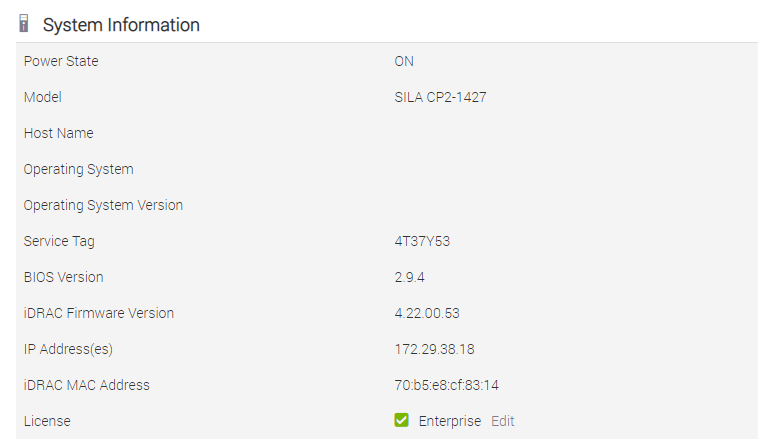 System Information
Power State ON
Model SILA CP2-1427
Host Name
Operating System
Operating System Version
Service Tag 4T37Y53
BIOS Version 2.9.4
iDRAC Firmware Version 4.22.00.53
IP Address(es) 172.29.38.18
iDRAC MAC Address 70:b5:e8:cf:83:14
License Enterprise Edit